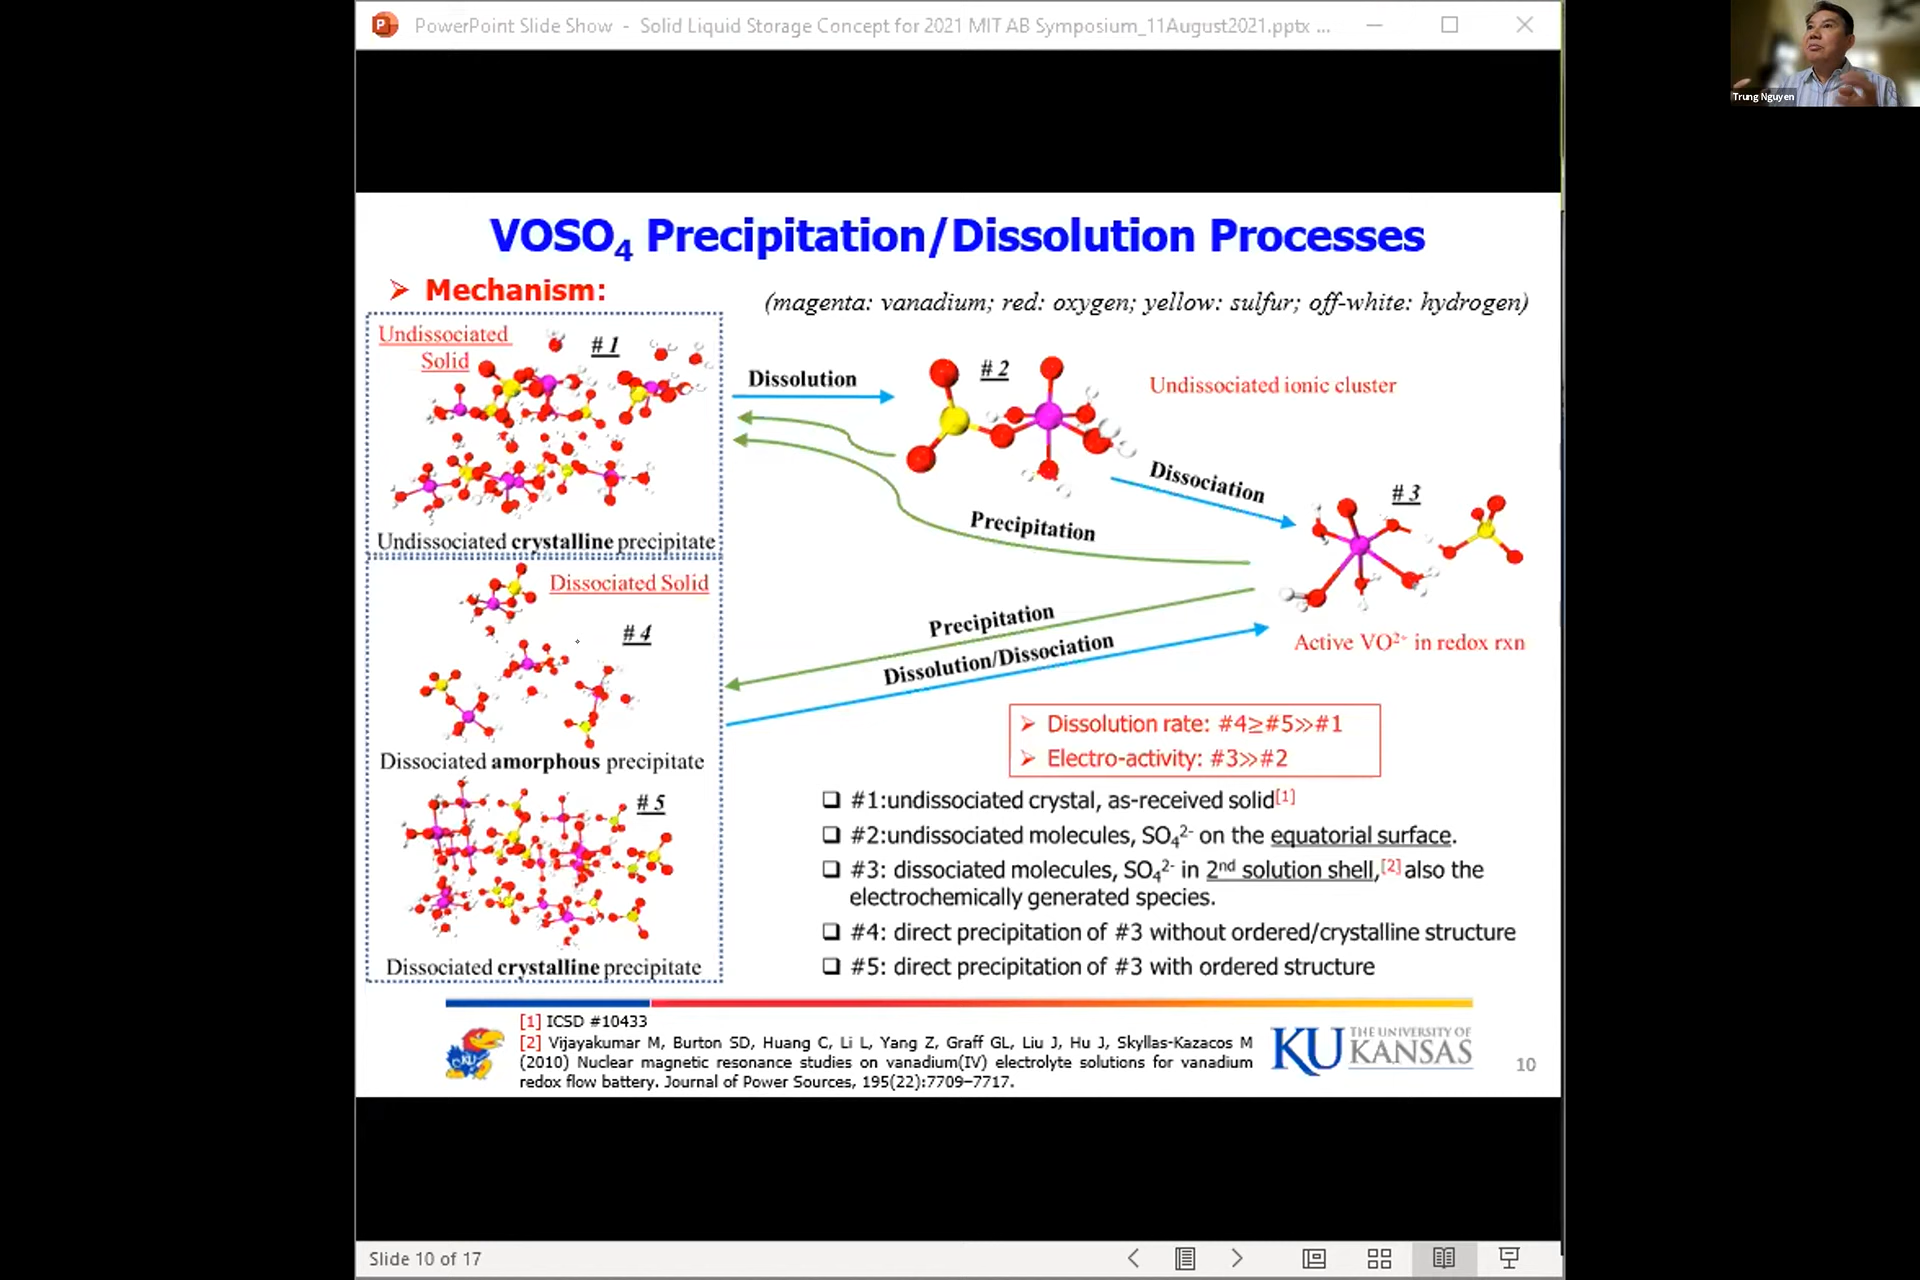 PowerPoint Slide Show - Solid Liquid Storage Concept for 2021 MIT AB Symposium_11August2021.pptx ...
Trung Nguyen
VOSO₄ Precipitation/Dissolution Processes
➢ Mechanism:
(magenta: vanadium; red: oxygen; yellow: sulfur; off-white: hydrogen)
Undissociated
Solid
#1
Undissociated crystalline precipitate
Dissolution
#2
Undissociated ionic cluster
Dissociation
#3
Precipitation
Active VO²⁺ in redox rxn
Dissociated Solid
#4
Dissociated amorphous precipitate
Precipitation
Dissolution/Dissociation
#5
Dissociated crystalline precipitate
➢ Dissolution rate: #4≥#5>>#1
➢ Electro-activity: #3>>#2
❑ #1:undissociated crystal, as-received solid[1]
❑ #2:undissociated molecules, SO₄²⁻ on the equatorial surface.
❑ #3: dissociated molecules, SO₄²⁻ in 2nd solution shell,[2] also the
electrochemically generated species.
❑ #4: direct precipitation of #3 without ordered/crystalline structure
❑ #5: direct precipitation of #3 with ordered structure
[1] ICSD #10433
[2] Vijayakumar M, Burton SD, Huang C, Li L, Yang Z, Graff GL, Liu J, Hu J, Skyllas-Kazacos M
(2010) Nuclear magnetic resonance studies on vanadium(IV) electrolyte solutions for vanadium
redox flow battery. Journal of Power Sources, 195(22):7709–7717.
KU
KU THE UNIVERSITY OF
KANSAS
10
Slide 10 of 17